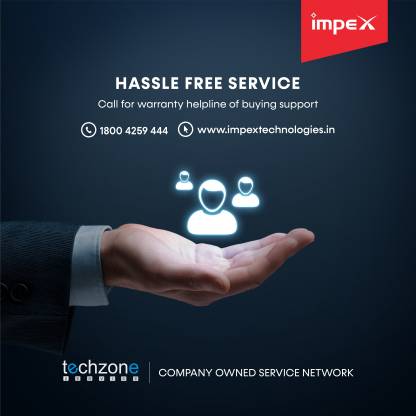 impex
HASSLE FREE SERVICE
Call for warranty helpline of buying support
1800 4259 444 www.impextechnologies.in
techzone
SERVICE
COMPANY OWNED SERVICE NETWORK